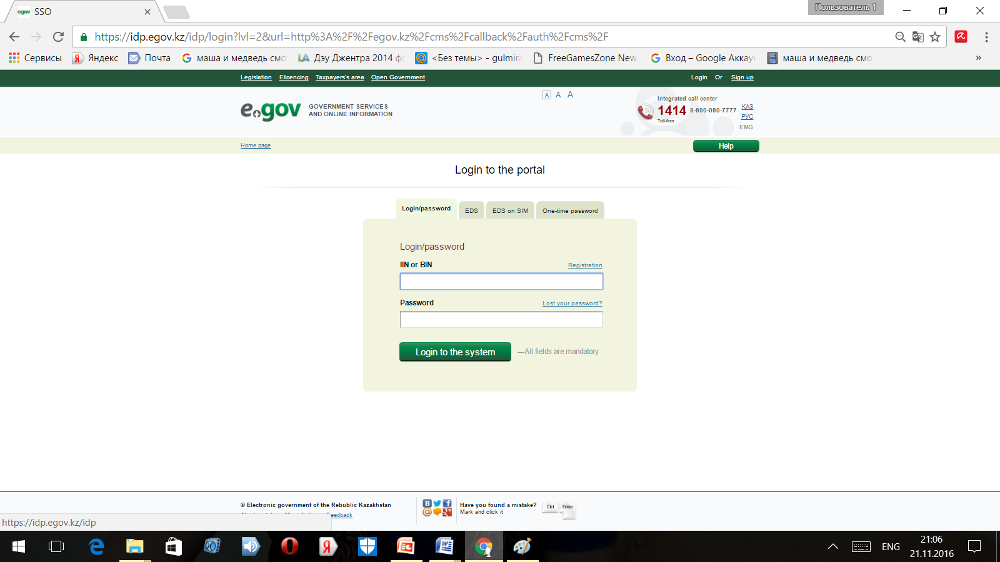 egov SSO
Пользователь 1
https://idp.egov.kz/idp/login?lvl=2&url=http%3A%2F%2Fegov.kz%2Fcms%2Fcallback%2Fauth%2Fcms%2F
Сервисы Яндекс Почта маша и медведь смо Дэу Джентра 2014 фо <Без темы> - gulmira FreeGamesZone New Вход – Google Аккаун маша и медведь смо »
Legislation Elicencing Taxpayers's area Open Government Login Or Sign up
A A A
e.gov GOVERNMENT SERVICES
AND ONLINE INFORMATION
Integrated call center
1414 8-800-080-7777
Toll-free
ҚАЗ
РУС
ENG
Home page Help
Login to the portal
Login/password EDS EDS on SIM One-time password
Login/password
IIN or BIN Registration
Password Lost your password?
Login to the system —All fields are mandatory
© Electronic government of the Rebublic Kazakhstan
Feedback
Have you found a mistake?
Mark and click it
Ctrl Enter
https://idp.egov.kz/idp
ENG
21:06
21.11.2016